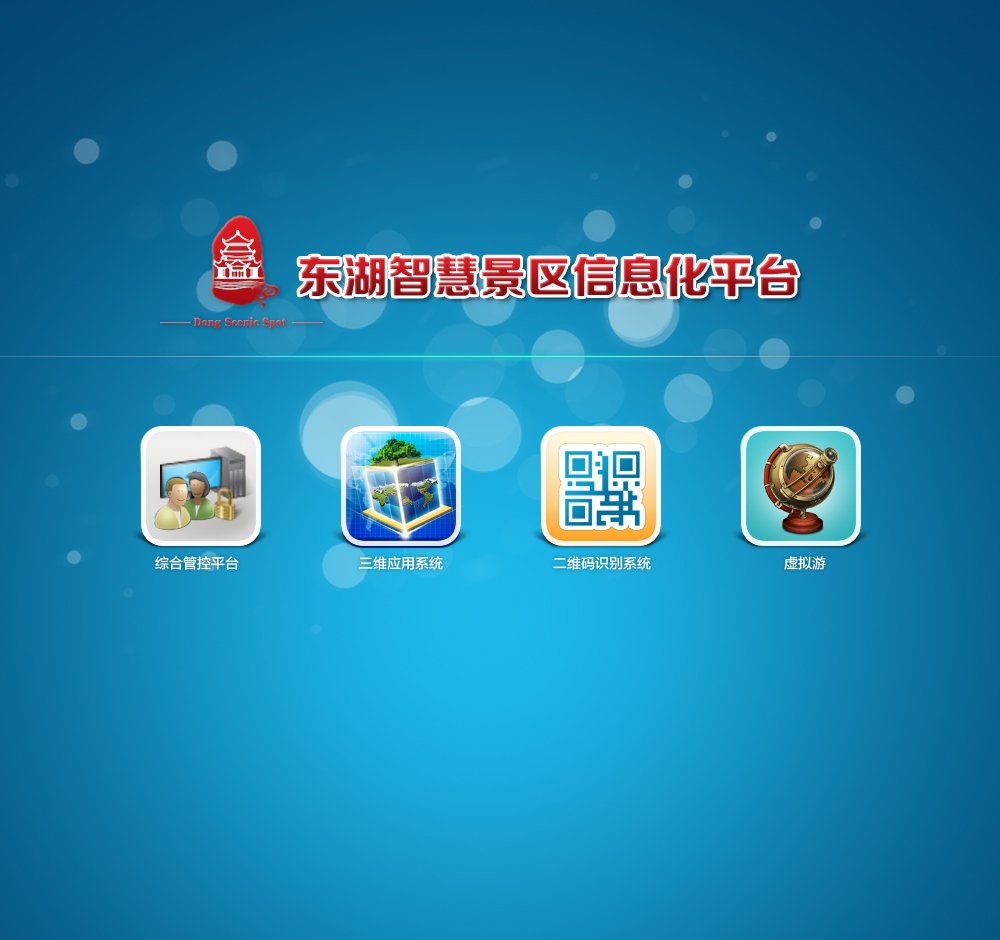 东湖智慧景区信息化平台
Dong Scenic Spot
综合管控平台
三维应用系统
二维码识别系统
虚拟游